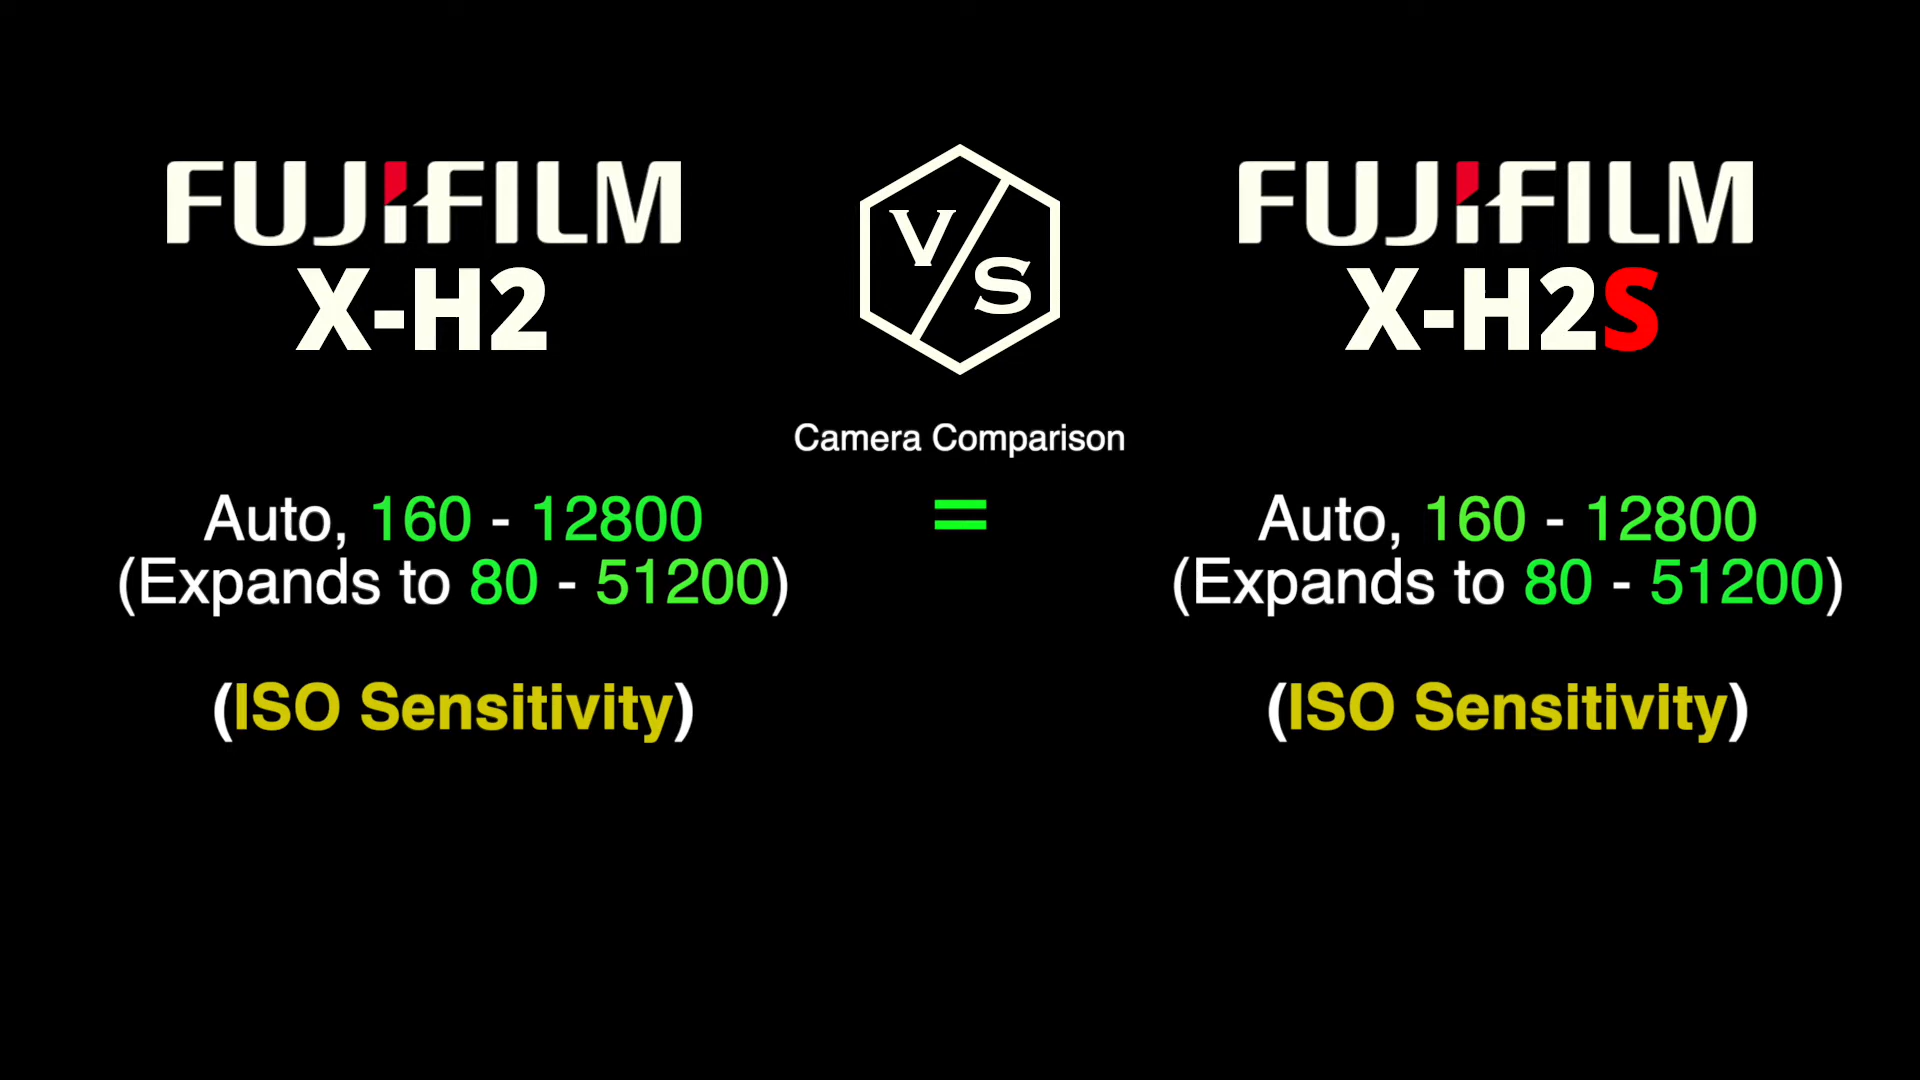 FUJIFILM
X-H2
V/S
FUJIFILM
X-H2S
Camera Comparison
Auto, 160 - 12800
(Expands to 80 - 51200)
(ISO Sensitivity)
=
Auto, 160 - 12800
(Expands to 80 - 51200)
(ISO Sensitivity)